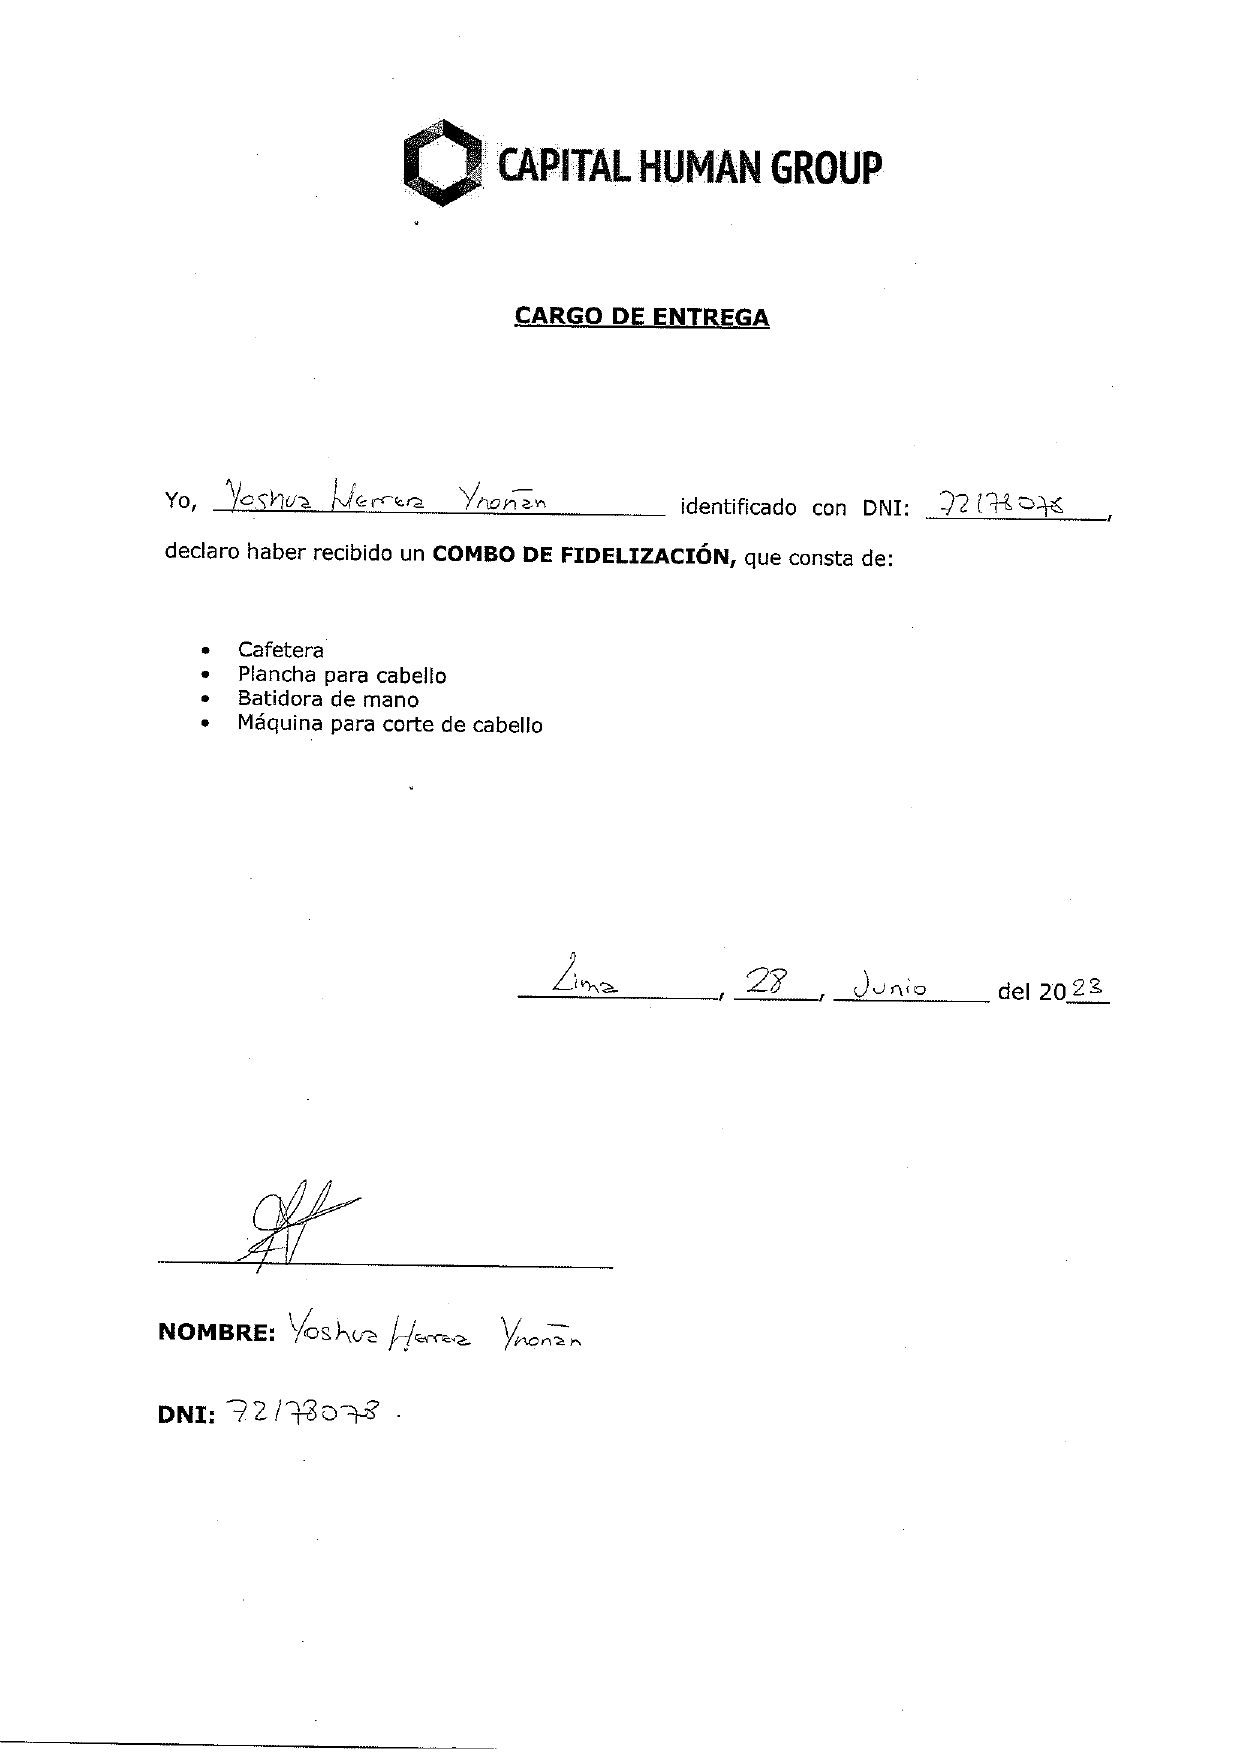 CAPITAL HUMAN GROUP
CARGO DE ENTREGA
Yo, Yoshua Herrera Ynoñan identificado con DNI: 72178078,
declaro haber recibido un COMBO DE FIDELIZACIÓN, que consta de:
• Cafetera
• Plancha para cabello
• Batidora de mano
• Máquina para corte de cabello
Lima, 28, Junio del 2023
NOMBRE: Yoshua Herrera Ynoñan
DNI: 72178078.